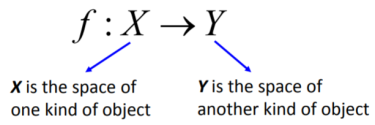 f : X → Y
X is the space of
one kind of object
Y is the space of
another kind of object